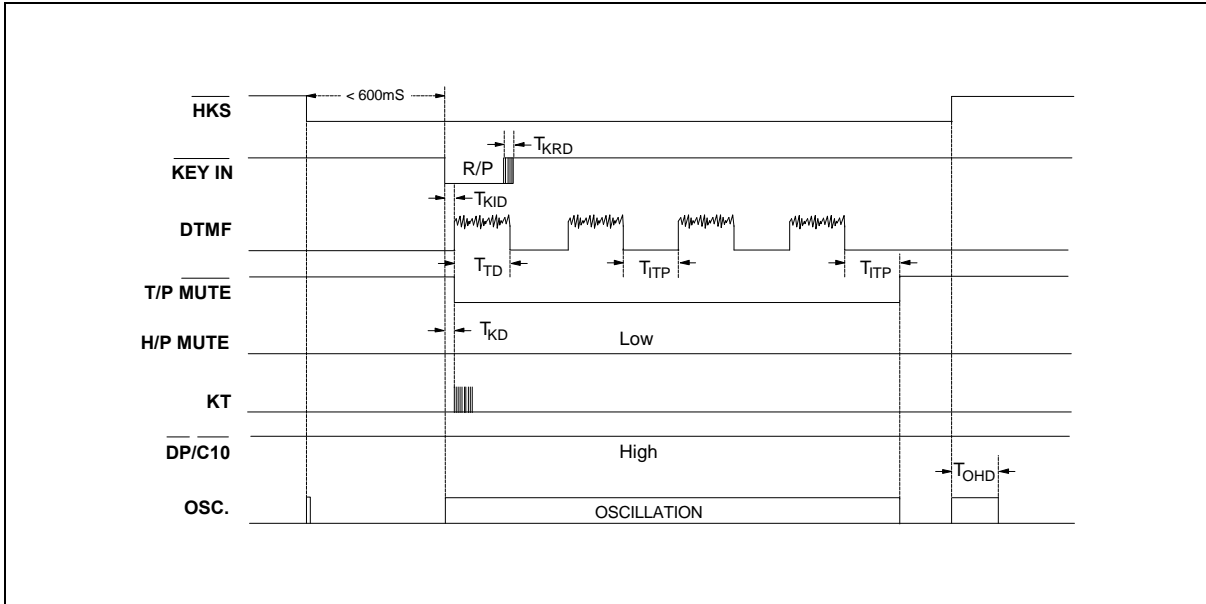 < 600mS
HKS
T_KRD
KEY IN
R/P
T_KID
DTMF
T_TD
T_ITP
T_ITP
T/P MUTE
T_KD
H/P MUTE
Low
KT
DP/C10
High
T_OHD
OSC.
OSCILLATION